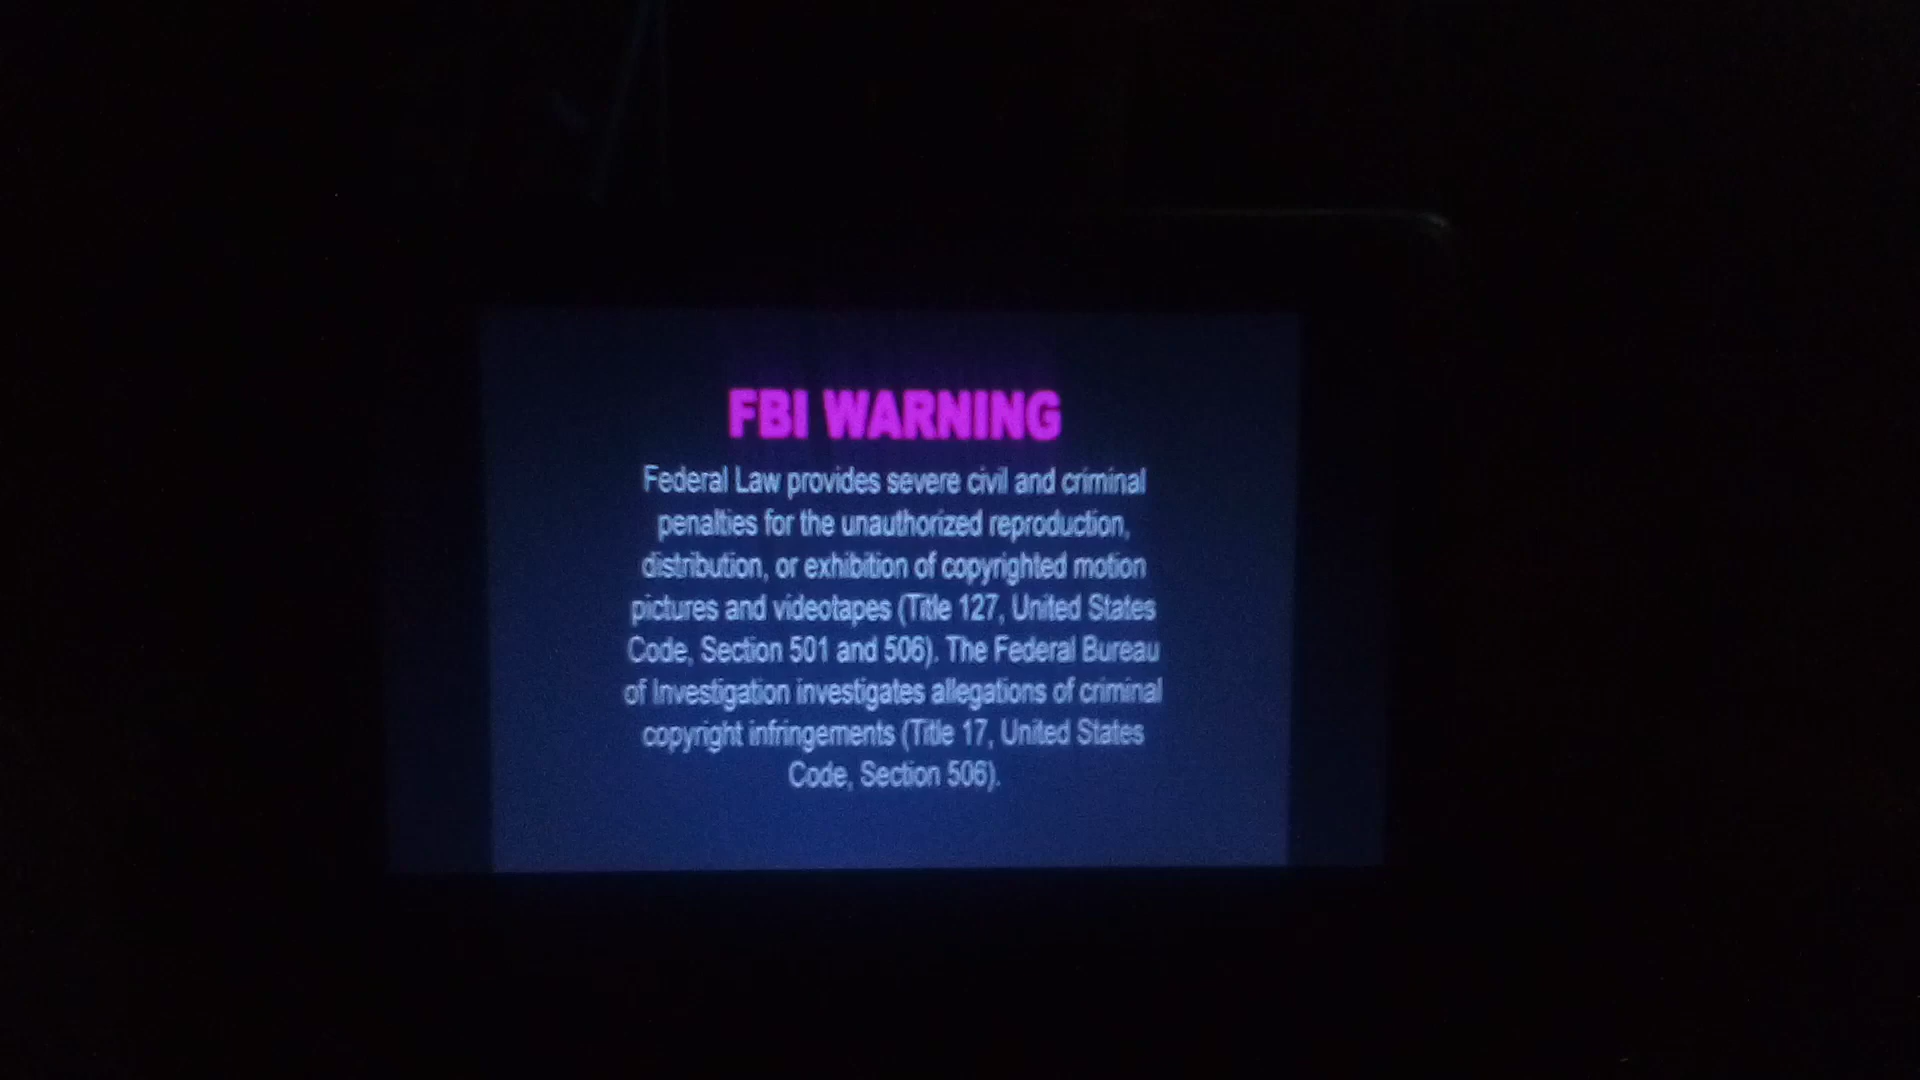 FBI WARNING
Federal Law provides severe civil and criminal
penalties for the unauthorized reproduction,
distribution, or exhibition of copyrighted motion
pictures and videotapes (Title 127, United States
Code, Section 501 and 506). The Federal Bureau
of Investigation investigates allegations of criminal
copyright infringements (Title 17, United States
Code, Section 506).